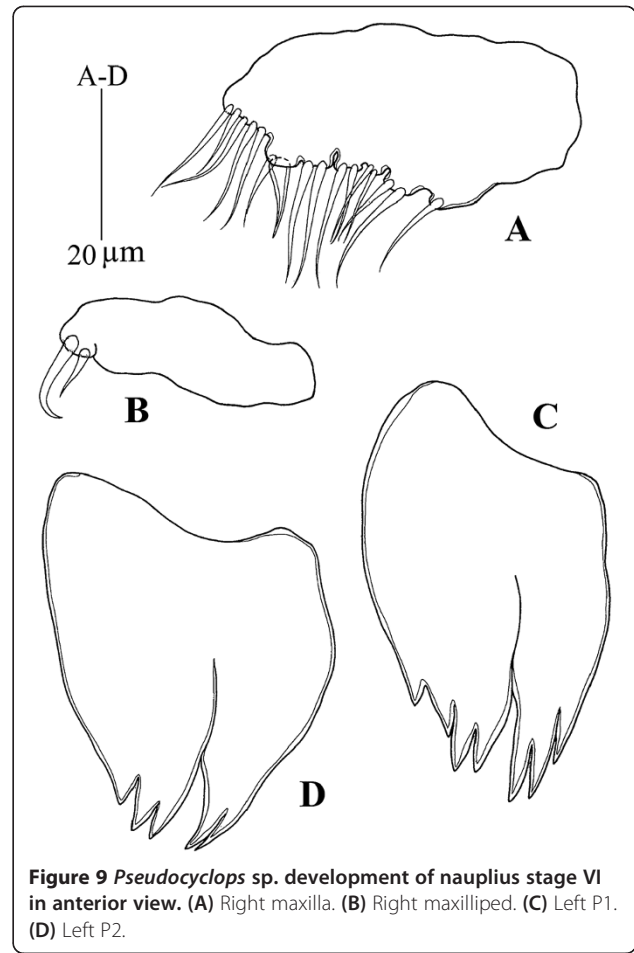 A-D
20 µm
A
B
C
D
Figure 9 Pseudocyclops sp. development of nauplius stage VI
in anterior view. (A) Right maxilla. (B) Right maxilliped. (C) Left P1.
(D) Left P2.